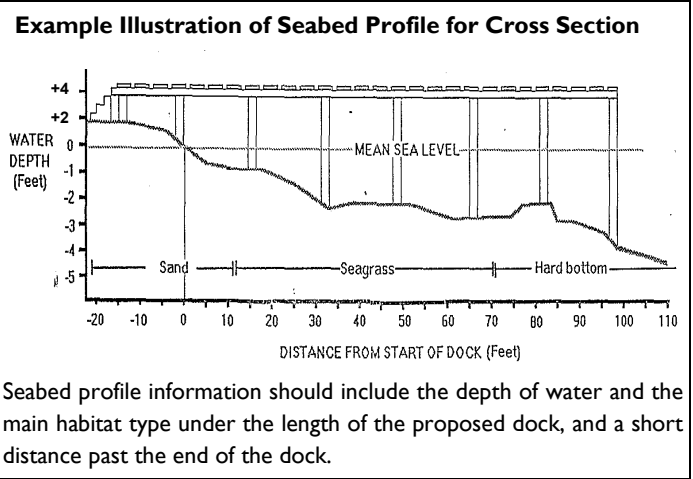 Example Illustration of Seabed Profile for Cross Section
+4
+2
WATER
DEPTH
(Feet)
0
-1
-2
-3
-4
-5
MEAN SEA LEVEL
Sand
Seagrass
Hard bottom
-20 -10 0 10 20 30 40 50 60 70 80 90 100 110
DISTANCE FROM START OF DOCK (Feet)
Seabed profile information should include the depth of water and the
main habitat type under the length of the proposed dock, and a short
distance past the end of the dock.